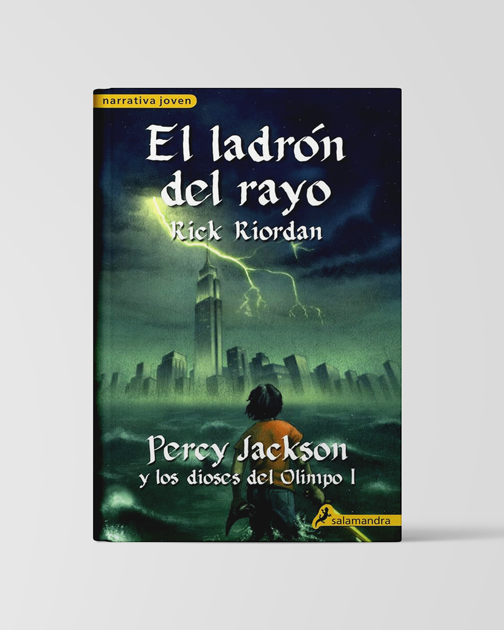 narrativa joven
El ladrón
del rayo
Rick Riordan
Percy Jackson
y los dioses del Olimpo I
salamandra